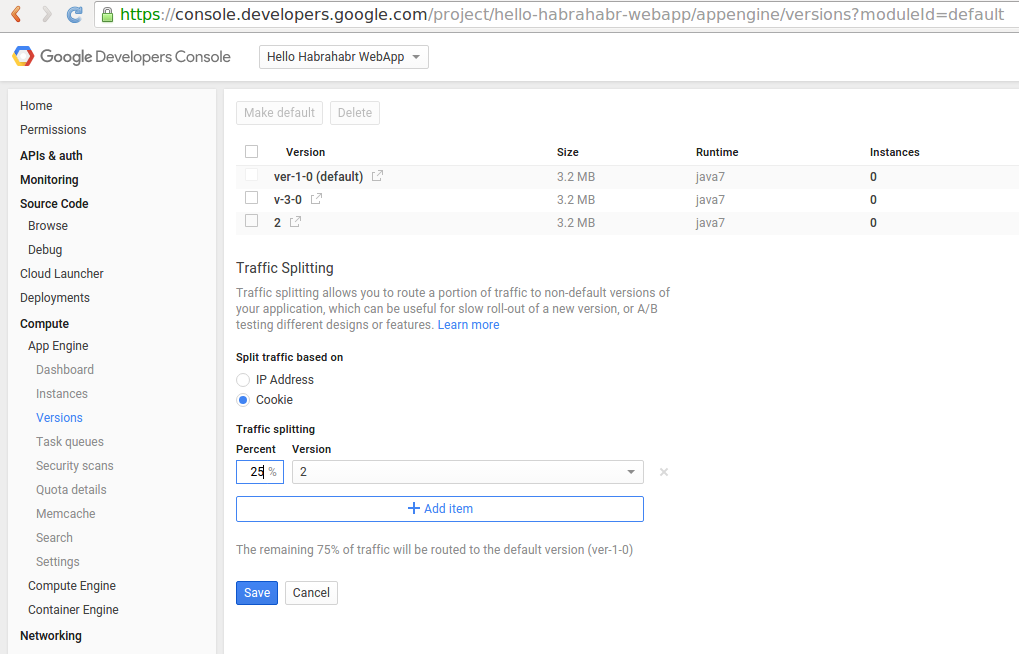 https://console.developers.google.com/project/hello-habrahabr-webapp/appengine/versions?moduleId=default
Google Developers Console
Hello Habrahabr WebApp
Home
Permissions
APIs & auth
Monitoring
Source Code
Browse
Debug
Cloud Launcher
Deployments
Compute
App Engine
Dashboard
Instances
Versions
Task queues
Security scans
Quota details
Memcache
Search
Settings
Compute Engine
Container Engine
Networking
Make default Delete
Version Size Runtime Instances
ver-1-0 (default) 3.2 MB java7 0
v-3-0 3.2 MB java7 0
2 3.2 MB java7 0
Traffic Splitting
Traffic splitting allows you to route a portion of traffic to non-default versions of
your application, which can be useful for slow roll-out of a new version, or A/B
testing different designs or features. Learn more
Split traffic based on
IP Address
Cookie
Traffic splitting
Percent Version
25 % 2
+ Add item
The remaining 75% of traffic will be routed to the default version (ver-1-0)
Save Cancel